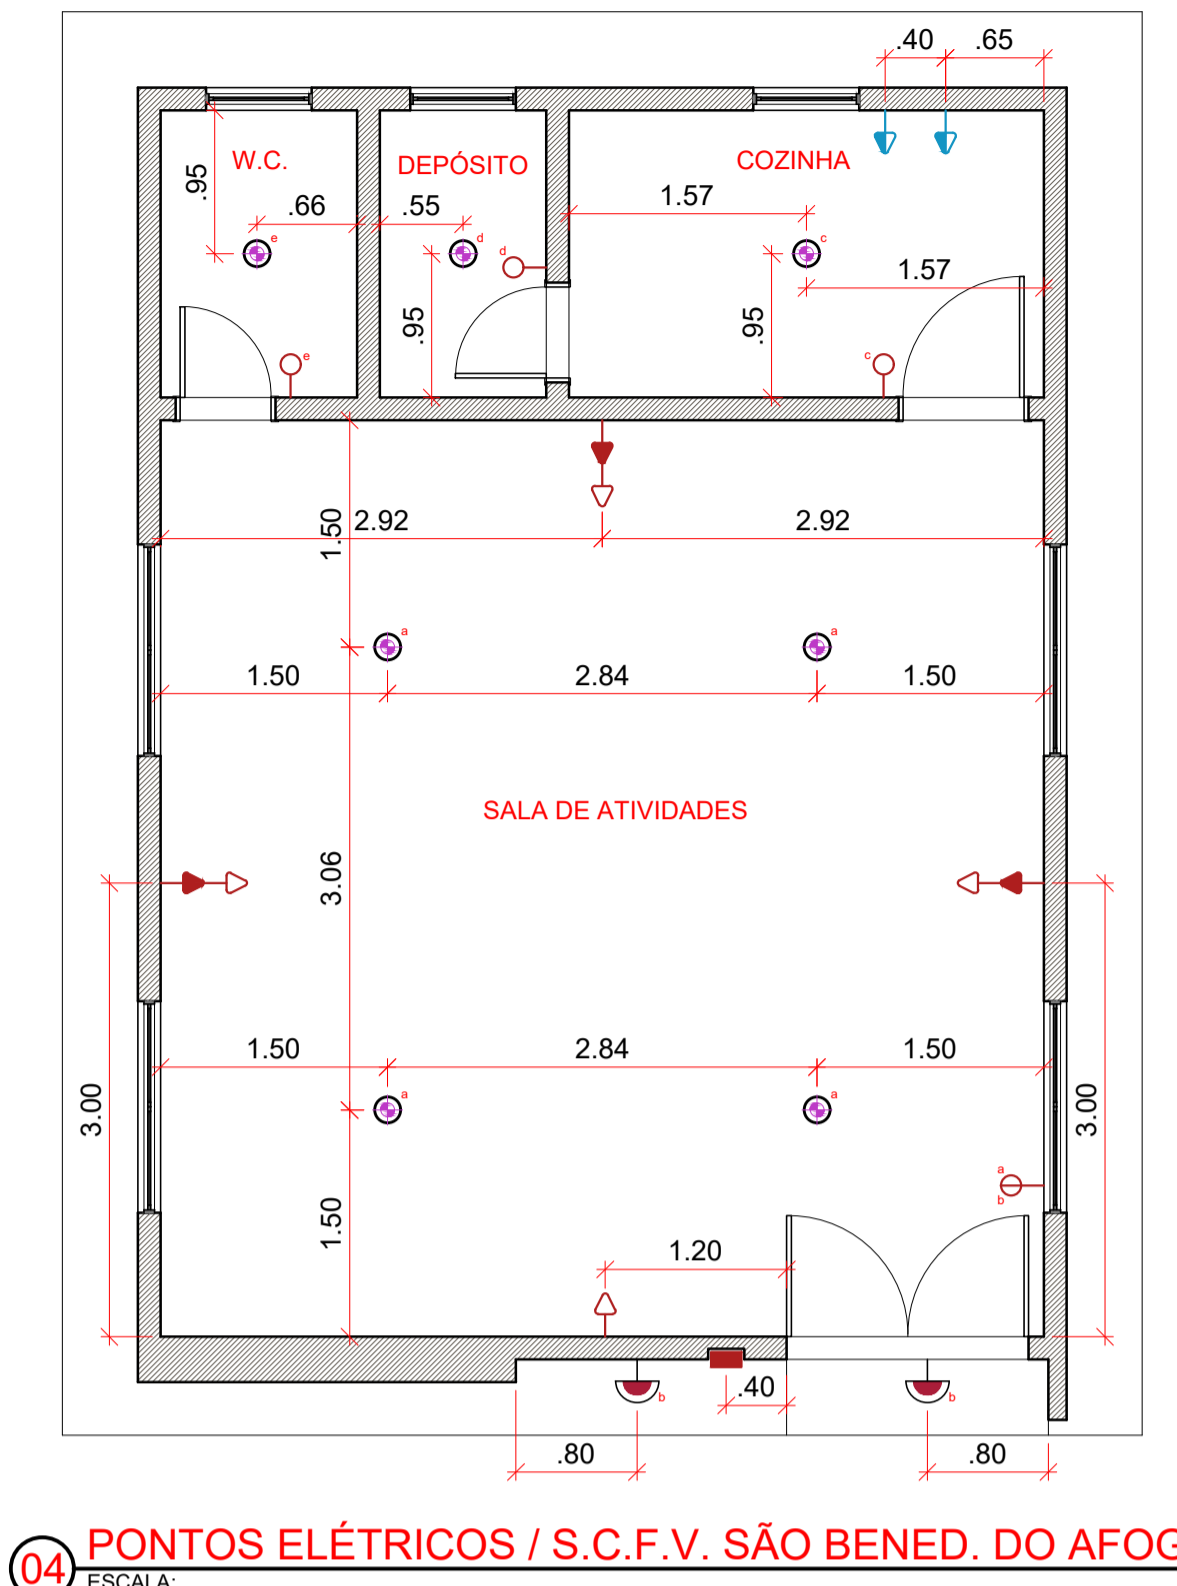 .40 .65
W.C. DEPÓSITO COZINHA
.95 .66 .55 1.57
e d d c
1.57
.95 .95
e c
1.50 2.92 2.92
a a
1.50 2.84 1.50
SALA DE ATIVIDADES
3.06
1.50 2.84 1.50
3.00 a a 3.00
a
b
1.50 1.20
.40
b b
.80 .80
04 PONTOS ELÉTRICOS / S.C.F.V. SÃO BENED. DO AFOG
ESCALA: